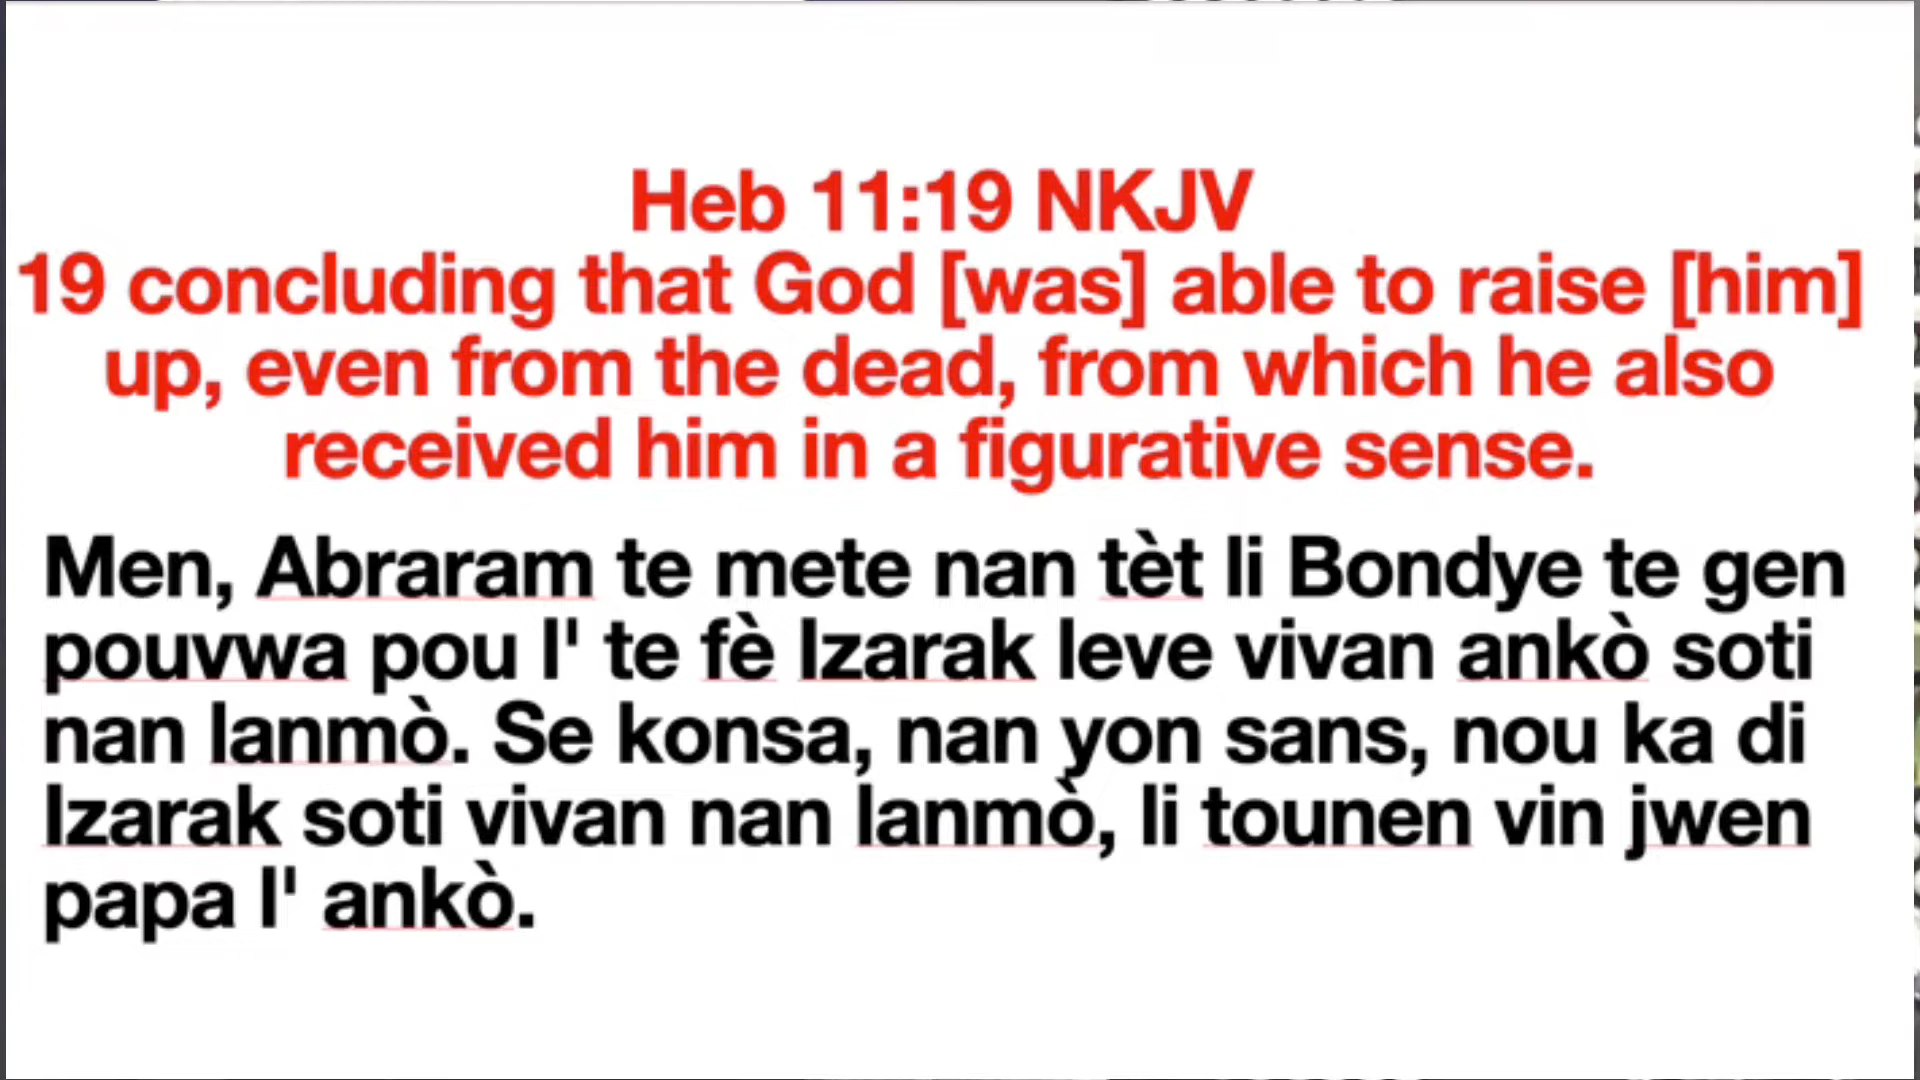 Heb 11:19 NKJV
19 concluding that God [was] able to raise [him]
up, even from the dead, from which he also
received him in a figurative sense.
Men, Abraram te mete nan tèt li Bondye te gen
pouvwa pou l' te fè Izarak leve vivan ankò soti
nan lanmò. Se konsa, nan yon sans, nou ka di
Izarak soti vivan nan lanmò, li tounen vin jwen
papa l' ankò.